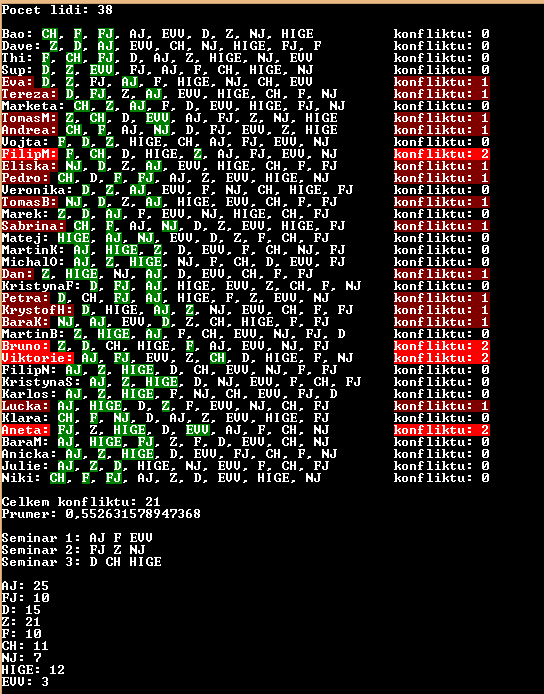 Pocet lidi: 38
Bao: CH, F, FJ, AJ, EVV, D, Z, NJ, HIGE konfliktu: 0
Dave: Z, D, AJ, EVV, CH, NJ, HIGE, FJ, F konfliktu: 0
Thi: F, CH, FJ, D, AJ, Z, HIGE, NJ, EVV konfliktu: 0
Sup: D, Z, EVV, FJ, AJ, F, CH, HIGE, NJ konfliktu: 0
Eva: D, Z, FJ, AJ, F, HIGE, NJ, CH, EVV konfliktu: 1
Tereza: D, FJ, Z, AJ, EVV, HIGE, CH, F, NJ konfliktu: 1
Marketa: CH, Z, AJ, F, D, EVV, HIGE, FJ, NJ konfliktu: 0
TomasM: Z, CH, D, EVV, AJ, FJ, F, NJ, HIGE konfliktu: 1
Andrea: CH, F, AJ, NJ, D, EVV, Z, FJ, HIGE konfliktu: 1
Vojta: F, D, Z, HIGE, CH, AJ, FJ, EVV, NJ konfliktu: 0
FilipM: F, CH, D, HIGE, Z, AJ, FJ, EVV, NJ konfliktu: 2
Eliska: NJ, D, Z, AJ, EVV, HIGE, CH, F, FJ konfliktu: 1
Pedro: CH, D, F, FJ, AJ, HIGE, Z, EVV, NJ konfliktu: 1
Veronika: D, Z, AJ, EVV, F, NJ, CH, HIGE, FJ konfliktu: 0
TomasB: NJ, D, Z, AJ, EVV, HIGE, CH, F, FJ konfliktu: 1
Marek: Z, D, AJ, F, EVV, NJ, HIGE, CH, FJ konfliktu: 0
Sabrina: CH, F, AJ, NJ, D, EVV, Z, HIGE, FJ konfliktu: 1
Matej: HIGE, AJ, NJ, EVV, D, Z, F, CH, FJ konfliktu: 0
MartinK: AJ, HIGE, Z, D, EVV, F, CH, NJ, FJ konfliktu: 0
MichalO: AJ, HIGE, Z, D, EVV, NJ, F, CH, FJ konfliktu: 0
Dan: Z, HIGE, NJ, AJ, D, EVV, CH, F, FJ konfliktu: 1
KristynaF: D, FJ, AJ, HIGE, EVV, Z, CH, F, NJ konfliktu: 0
Petra: D, CH, FJ, AJ, HIGE, F, Z, EVV, NJ konfliktu: 1
KrystofH: D, HIGE, AJ, Z, EVV, F, NJ, CH, FJ konfliktu: 1
BaraK: NJ, AJ, EVV, D, Z, CH, HIGE, F, FJ konfliktu: 1
MartinB: Z, HIGE, AJ, F, CH, EVV, NJ, FJ, D konfliktu: 0
Bruno: Z, D, CH, HIGE, F, AJ, EVV, NJ, FJ konfliktu: 2
Viktorie: AJ, FJ, EVV, Z, CH, D, HIGE, F, NJ konfliktu: 2
FilipN: AJ, Z, HIGE, D, CH, EVV, NJ, F, FJ konfliktu: 0
KristynaS: AJ, Z, HIGE, D, NJ, EVV, F, CH, FJ konfliktu: 0
Karlos: AJ, Z, HIGE, F, NJ, CH, EVV, FJ, D konfliktu: 0
Lucka: AJ, HIGE, D, Z, F, EVV, NJ, CH, FJ konfliktu: 1
Klara: CH, F, NJ, D, AJ, Z, EVV, FJ, HIGE konfliktu: 0
Aneta: FJ, Z, HIGE, D, EVV, AJ, F, CH, NJ konfliktu: 2
BaraM: AJ, HIGE, FJ, Z, F, D, EVV, CH, NJ konfliktu: 0
Anicka: AJ, Z, HIGE, D, EVV, FJ, CH, F, NJ konfliktu: 0
Julie: AJ, Z, D, HIGE, NJ, EVV, F, CH, FJ konfliktu: 0
Niki: CH, F, FJ, AJ, Z, D, EVV, HIGE, NJ konfliktu: 0
Celkem konfliktu: 21
Prumer: 0,552631578947368
Seminar 1: AJ F EVV
Seminar 2: FJ Z NJ
Seminar 3: D CH HIGE
AJ: 25
FJ: 10
D: 15
Z: 21
F: 10
CH: 11
NJ: 7
HIGE: 12
EVV: 3